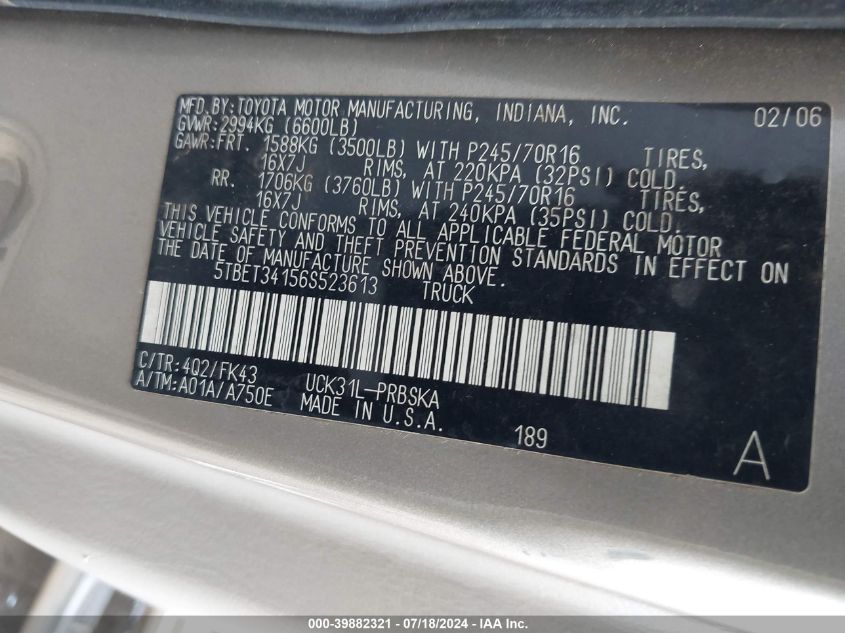 MFD.BY:TOYOTA MOTOR MANUFACTURING, INDIANA, INC. 02/06
GVWR:2994KG (6600LB)
GAWR:FRT. 1588KG (3500LB) WITH P245/70R16 TIRES,
16X7J RIMS, AT 220KPA (32PSI) COLD.
RR. 1706KG (3760LB) WITH P245/70R16 TIRES,
16X7J RIMS, AT 240KPA (35PSI) COLD.
THIS VEHICLE CONFORMS TO ALL APPLICABLE FEDERAL MOTOR
VEHICLE SAFETY AND THEFT PREVENTION STANDARDS IN EFFECT ON
THE DATE OF MANUFACTURE SHOWN ABOVE.
5TBET34156S523613 TRUCK
C/TR:4Q2/FK43 UCK31L-PRBSKA
A/TM:A01A/A750E MADE IN U.S.A.
189 A
000-39882321 - 07/18/2024 - IAA Inc.